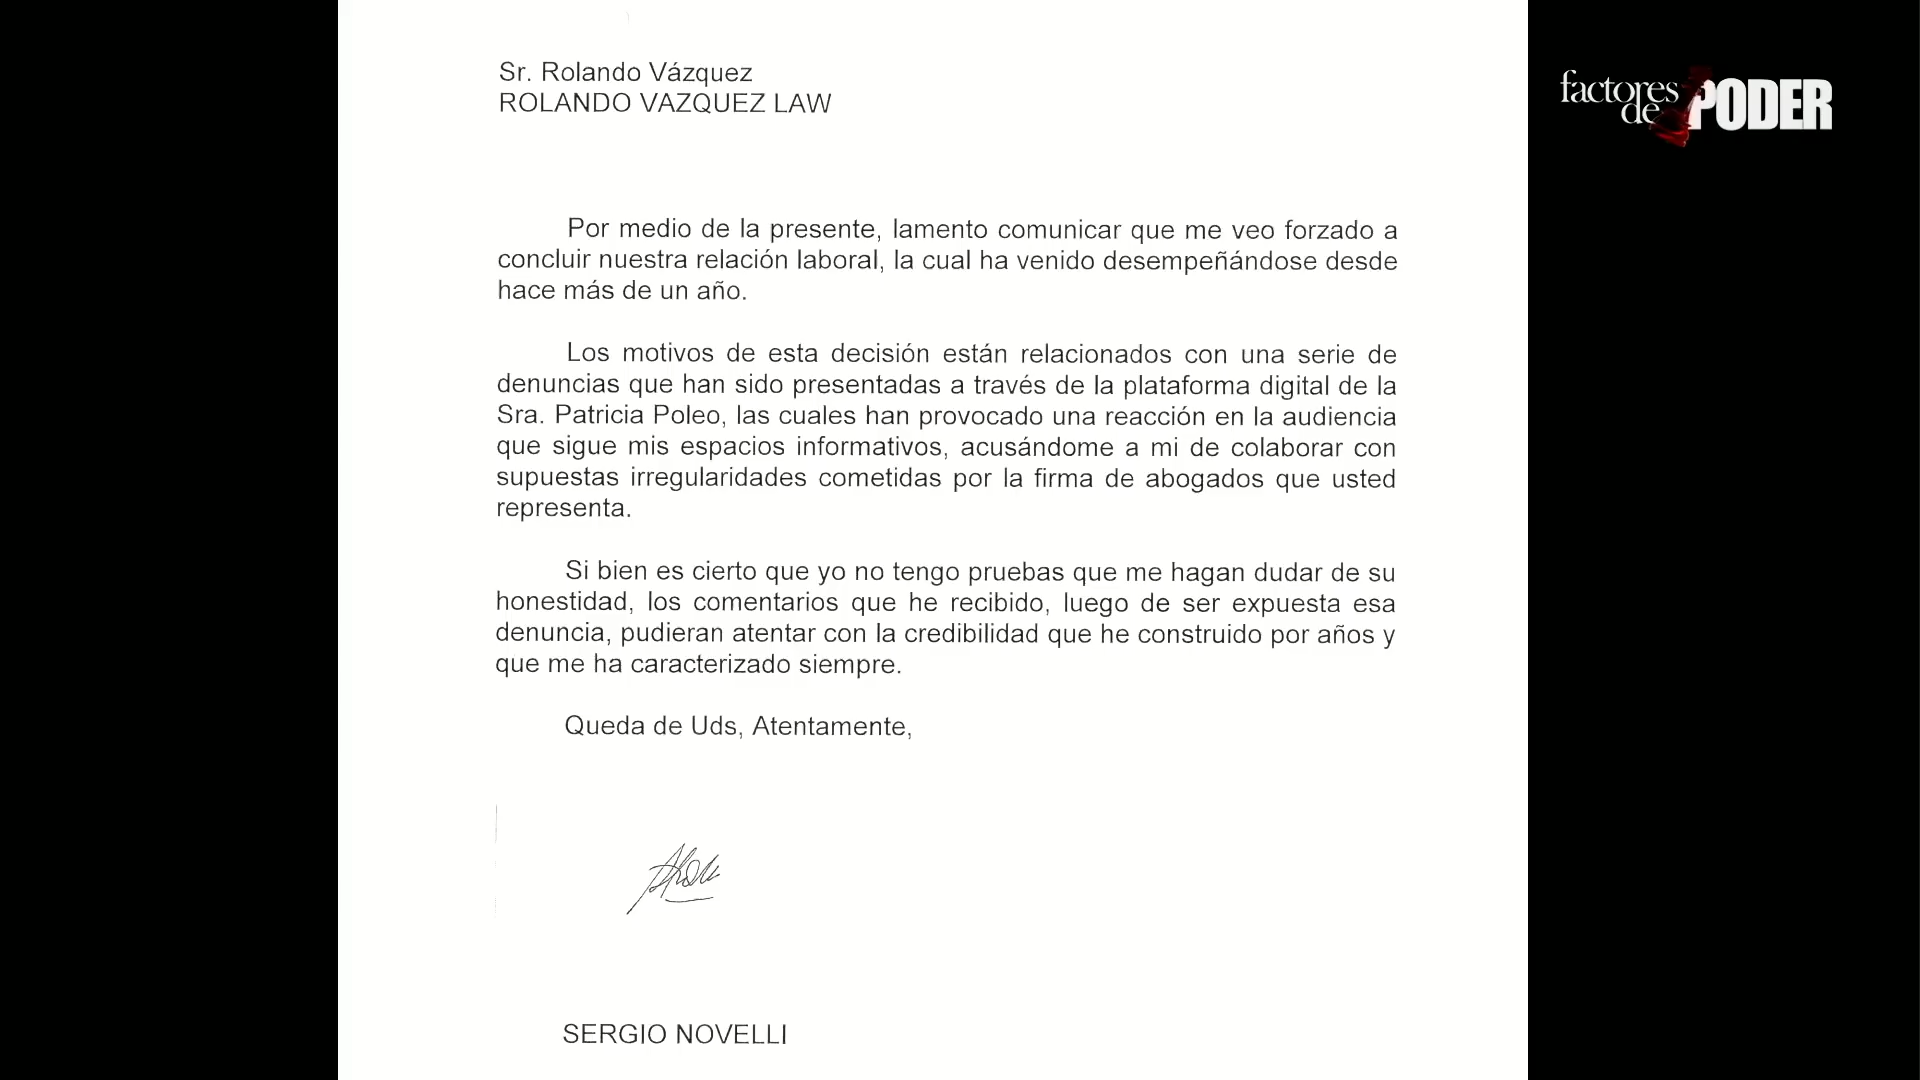 Sr. Rolando Vázquez
ROLANDO VAZQUEZ LAW
factores
de PODER
Por medio de la presente, lamento comunicar que me veo forzado a
concluir nuestra relación laboral, la cual ha venido desempeñándose desde
hace más de un año.
Los motivos de esta decisión están relacionados con una serie de
denuncias que han sido presentadas a través de la plataforma digital de la
Sra. Patricia Poleo, las cuales han provocado una reacción en la audiencia
que sigue mis espacios informativos, acusándome a mi de colaborar con
supuestas irregularidades cometidas por la firma de abogados que usted
representa.
Si bien es cierto que yo no tengo pruebas que me hagan dudar de su
honestidad, los comentarios que he recibido, luego de ser expuesta esa
denuncia, pudieran atentar con la credibilidad que he construido por años y
que me ha caracterizado siempre.
Queda de Uds, Atentamente,
SERGIO NOVELLI